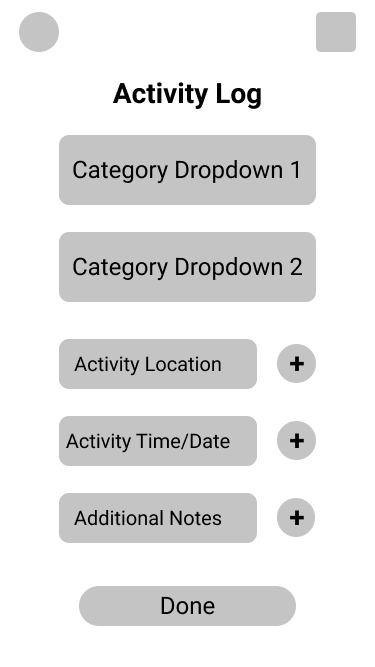 Activity Log
Category Dropdown 1
Category Dropdown 2
Activity Location +
Activity Time/Date +
Additional Notes +
Done